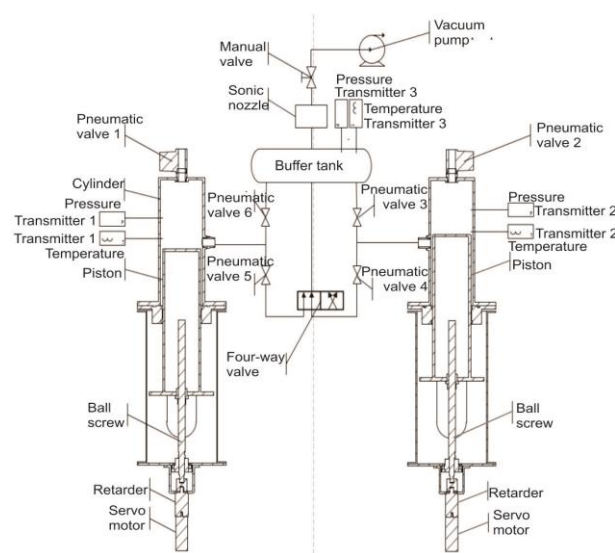 Vacuum
pump
Manual
valve
Sonic
nozzle
Pressure
Transmitter 3
Temperature
Transmitter 3
Pneumatic
valve 1
Pneumatic
valve 2
Buffer tank
Cylinder
Pressure
Transmitter 1
Transmitter 1
Temperature
Piston
Pneumatic
valve 6
Pneumatic
valve 3
Pressure
Transmitter 2
Transmitter 2
Temperature
Piston
Pneumatic
valve 5
Pneumatic
valve 4
Four-way
valve
Ball
screw
Ball
screw
Retarder
Servo
motor
Retarder
Servo
motor